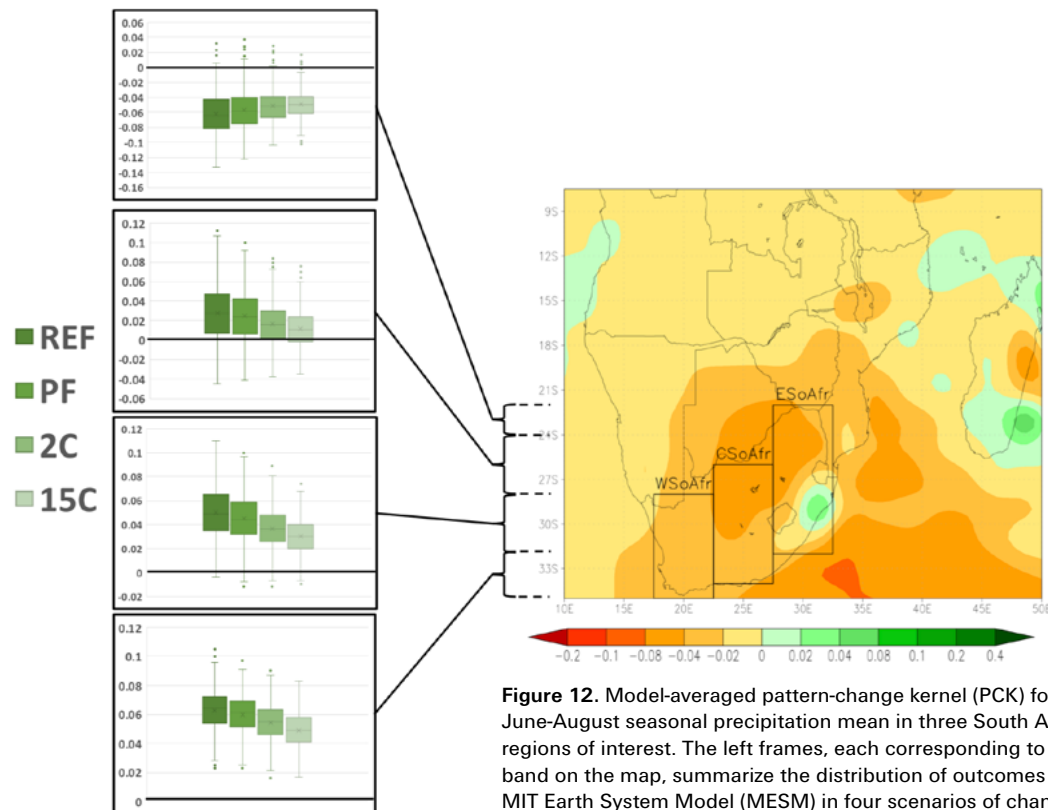 0.06
0.04
0.02
0
-0.02
-0.04
-0.06
-0.08
-0.1
-0.12
-0.14
-0.16
0.12
0.1
0.08
0.06
0.04
0.02
0
-0.02
-0.04
-0.06
REF
PF
2C
15C
0.12
0.1
0.08
0.06
0.04
0.02
0
-0.02
0.12
0.1
0.08
0.06
0.04
0.02
0
9S
12S
15S
18S
21S
24S
27S
30S
33S
ESoAfr
CSoAfr
WSoAfr
10E 15E 20E 25E 30E 35E 40E 45E 50E
-0.2 -0.1 -0.08 -0.04 -0.02 0 0.02 0.04 0.08 0.1 0.2 0.4
Figure 12. Model-averaged pattern-change kernel (PCK) fo
June-August seasonal precipitation mean in three South A
regions of interest. The left frames, each corresponding to
band on the map, summarize the distribution of outcomes
MIT Earth System Model (MESM) in four scenarios of chan